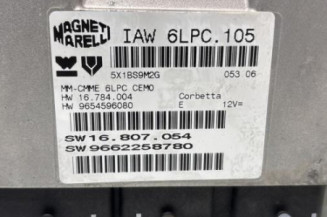 MAGNETI MARELLI
IAW 6LPC.105
5X1BS9M2G 053 06
MM-CMME 6LPC CEMO
HW 16.784.004 Corbetta
HW 9654596080 E 12V=
SW16.807.054
SW9662258780